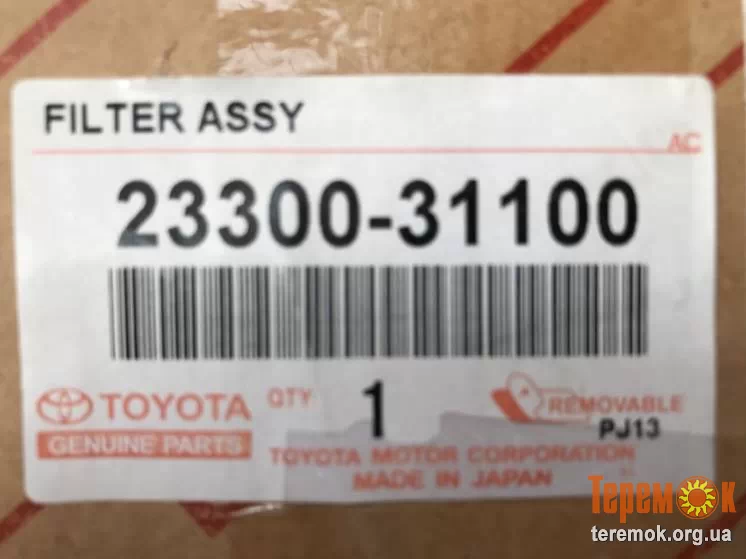 FILTER ASSY
AC
23300-31100
TOYOTA
GENUINE PARTS
QTY
1
REMOVABLE
PJ13
TOYOTA MOTOR CORPORATION
MADE IN JAPAN
Теремок
teremok.org.ua